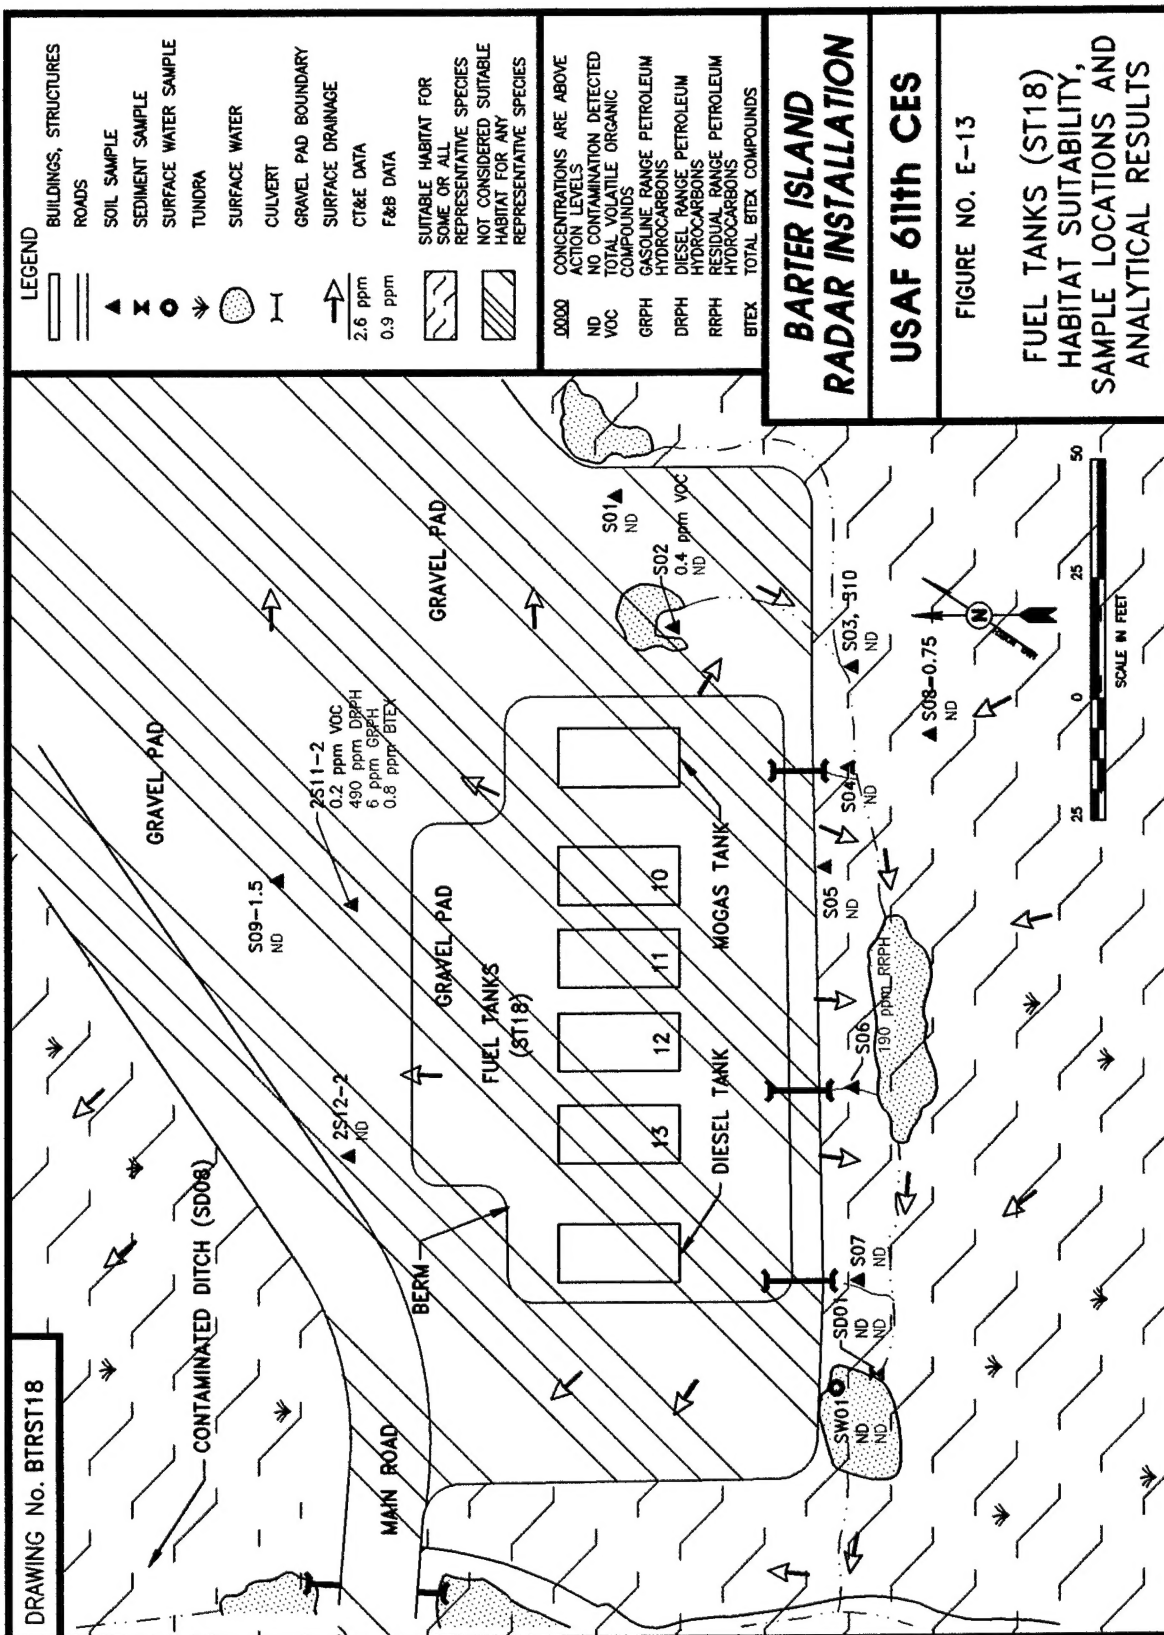 DRAWING No. BTRST18
CONTAMINATED DITCH (SD08)
MAIN ROAD
BERM
2S12-2
ND
S09-1.5
ND
2S11-2
0.2 ppm VOC
490 ppm DRPH
6 ppm GRPH
0.8 ppm BTEX
GRAVEL PAD
GRAVEL PAD
GRAVEL PAD
FUEL TANKS
(ST18)
13
12
11
10
DIESEL TANK
MOGAS TANK
S01
ND
S02
0.4 ppm VOC
ND
S03, S10
ND
S04
ND
S05
ND
S06
190 ppm RRPH
S07
ND
SD01
ND
ND
SW01
ND
ND
S08-0.75
ND
N
25
0
25
50
SCALE IN FEET
LEGEND
BUILDINGS, STRUCTURES
ROADS
SOIL SAMPLE
SEDIMENT SAMPLE
SURFACE WATER SAMPLE
TUNDRA
SURFACE WATER
CULVERT
GRAVEL PAD BOUNDARY
SURFACE DRAINAGE
2.6 ppm CT&E DATA
0.9 ppm F&B DATA
SUITABLE HABITAT FOR
SOME OR ALL
REPRESENTATIVE SPECIES
NOT CONSIDERED SUITABLE
HABITAT FOR ANY
REPRESENTATIVE SPECIES
0000 CONCENTRATIONS ARE ABOVE
ACTION LEVELS
ND NO CONTAMINATION DETECTED
VOC TOTAL VOLATILE ORGANIC
COMPOUNDS
GRPH GASOLINE RANGE PETROLEUM
HYDROCARBONS
DRPH DIESEL RANGE PETROLEUM
HYDROCARBONS
RRPH RESIDUAL RANGE PETROLEUM
HYDROCARBONS
BTEX TOTAL BTEX COMPOUNDS
BARTER ISLAND
RADAR INSTALLATION
USAF 611th CES
FIGURE NO. E-13
FUEL TANKS (ST18)
HABITAT SUITABILITY,
SAMPLE LOCATIONS AND
ANALYTICAL RESULTS